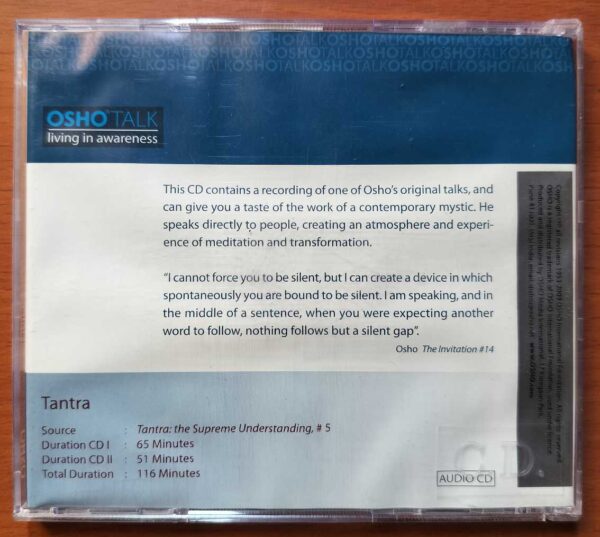 OSHOTALKOSHOTALKOSHOTALKOSHOTALKOSH
OSHO TALK
living in awareness
This CD contains a recording of one of Osho's original talks, and
can give you a taste of the work of a contemporary mystic. He
speaks directly to people, creating an atmosphere and experi-
ence of meditation and transformation.
"I cannot force you to be silent, but I can create a device in which
spontaneously you are bound to be silent. I am speaking, and in
the middle of a sentence, when you were expecting another
word to follow, nothing follows but a silent gap".
Osho The Invitation #14
Tantra
Source : Tantra: the Supreme Understanding, # 5
Duration CD I : 65 Minutes
Duration CD II : 51 Minutes
Total Duration : 116 Minutes
AUDIO CD
CD.